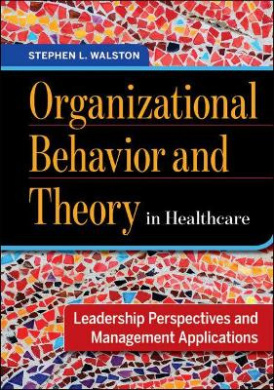 STEPHEN L. WALSTON
Organizational
Behavior and
Theory in Healthcare
Leadership Perspectives and
Management Applications